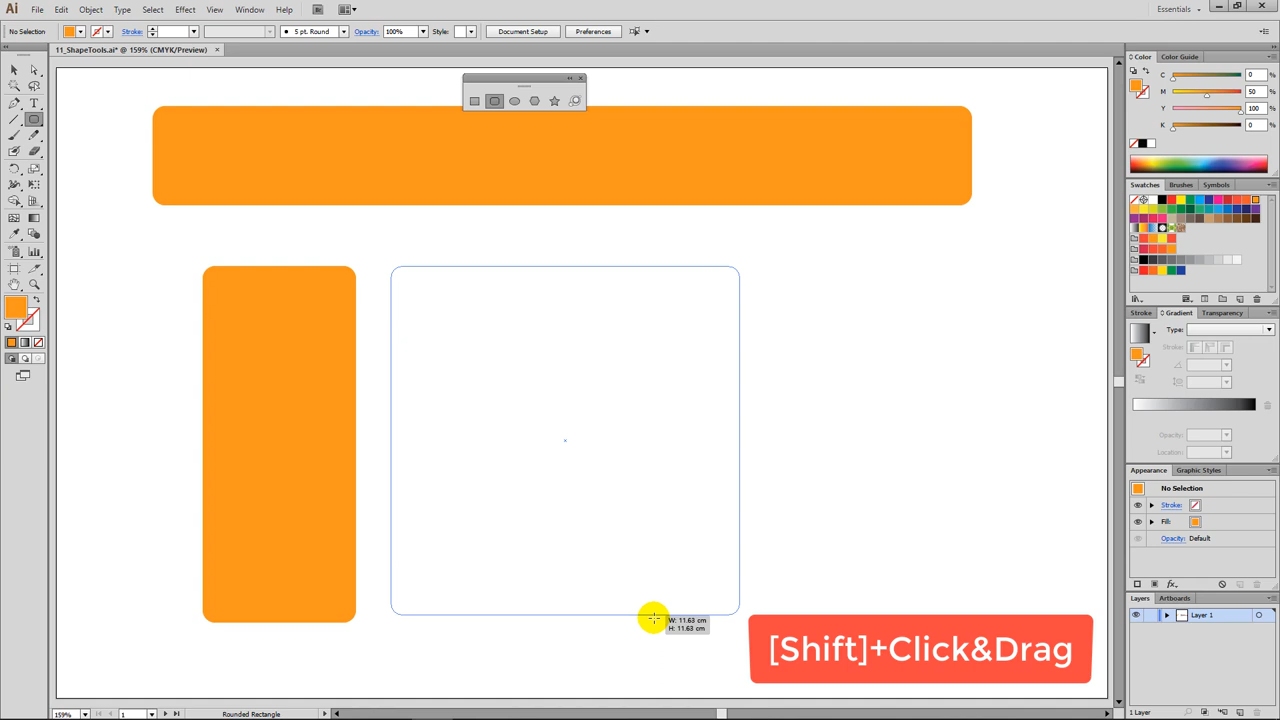 Ai File Edit Object Type Select Effect View Window Help Br Essentials
No Selection Stroke: 5 pt. Round Opacity: 100% Style: Document Setup Preferences
11_ShapeTools.ai* @ 159% (CMYK/Preview)
Color Color Guide
C 0 %
M 50 %
Y 100 %
K 0 %
Swatches Brushes Symbols
Stroke Gradient Transparency
Type:
Stroke:
Opacity:
Location:
Appearance Graphic Styles
No Selection
Stroke:
Fill:
Opacity: Default
Layers Artboards
Layer 1
W: 11.63 cm
H: 11.63 cm
[Shift]+Click&Drag
159% 1 Rounded Rectangle 1 Layer